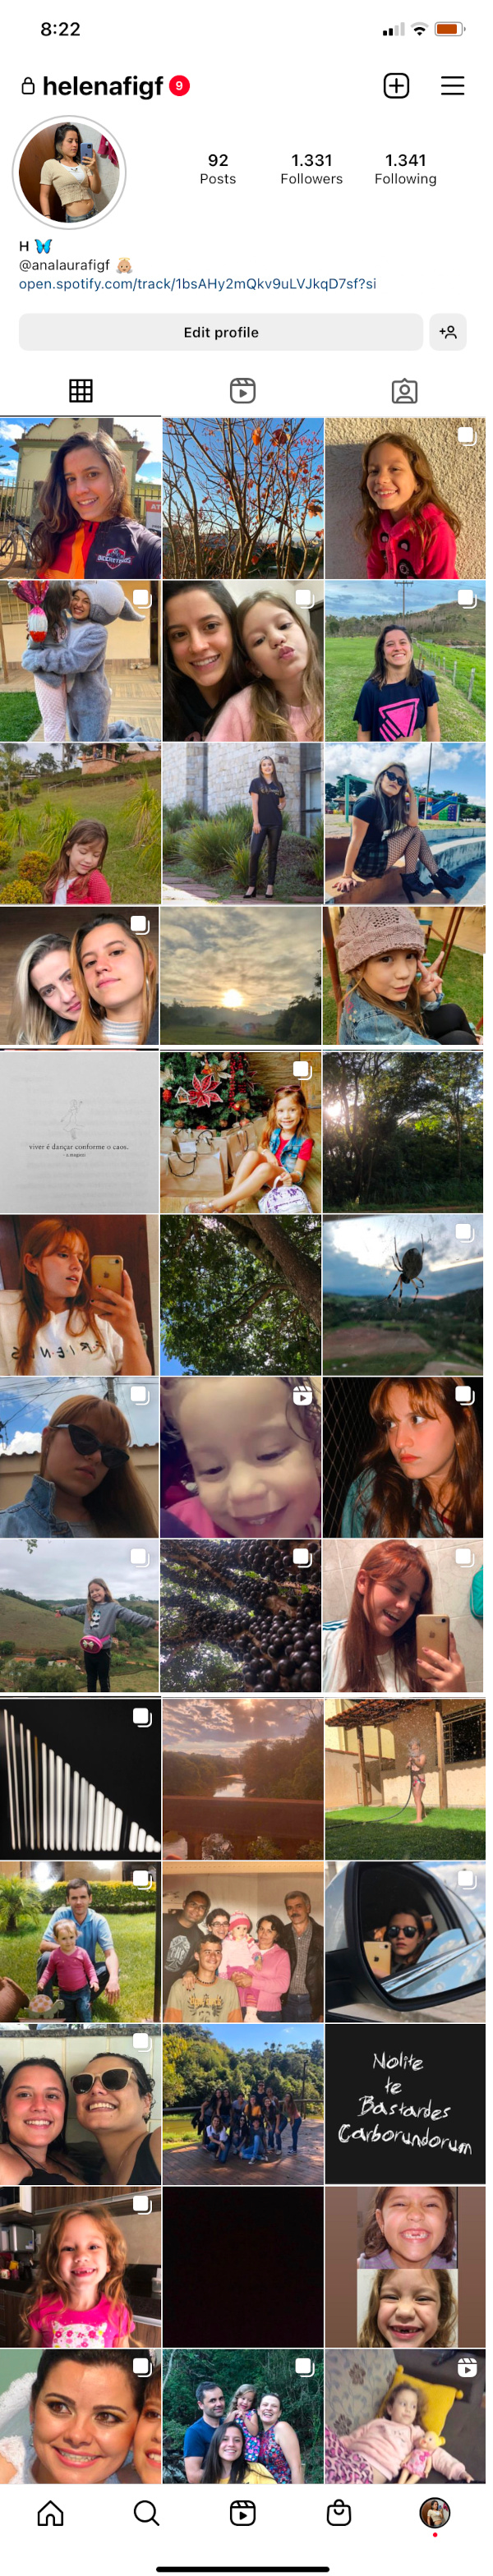 8:22
helenafigf 9
92 1.331 1.341
Posts Followers Following
H
@analaurafigf
open.spotify.com/track/1bsAHy2mQkv9uLVJkqD7sf?si
Edit profile
viver é dançar conforme o caos.
Nolite
te
Bastardes
Carborundorum